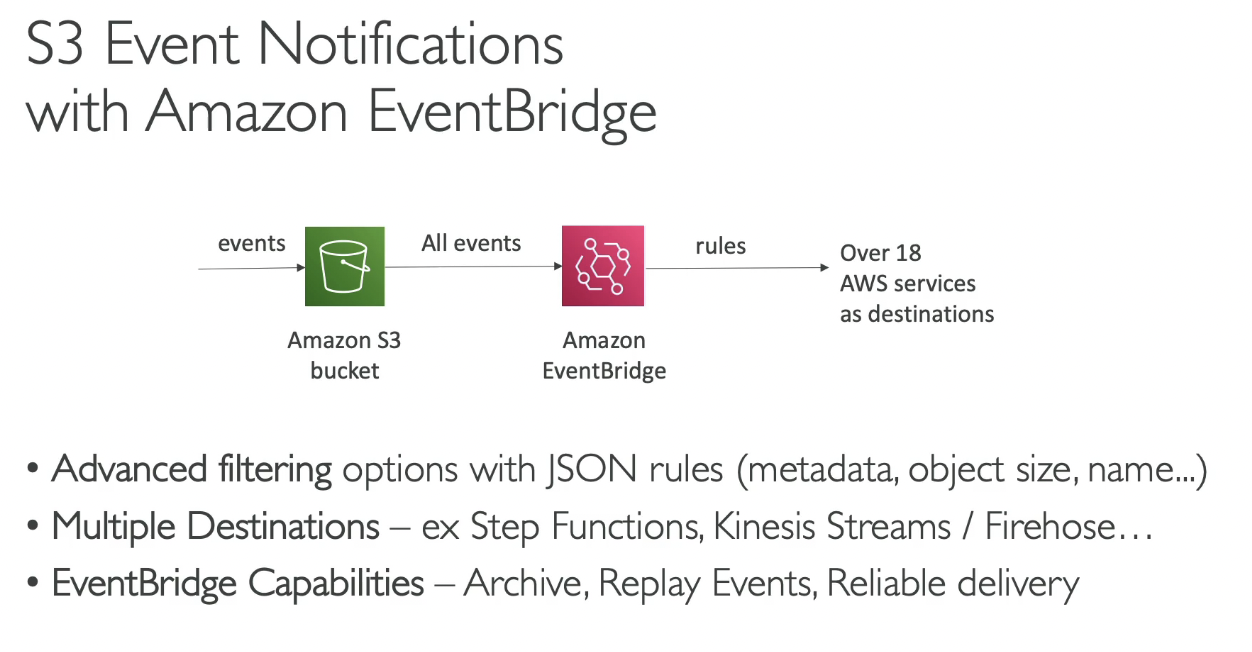 S3 Event Notifications
with Amazon EventBridge
events
All events
rules
Over 18
AWS services
as destinations
Amazon S3
bucket
Amazon
EventBridge
• Advanced filtering options with JSON rules (metadata, object size, name...)
• Multiple Destinations – ex Step Functions, Kinesis Streams / Firehose…
• EventBridge Capabilities – Archive, Replay Events, Reliable delivery